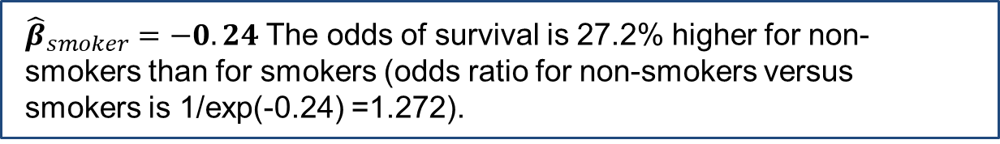 β̂smoker = −0.24 The odds of survival is 27.2% higher for non-
smokers than for smokers (odds ratio for non-smokers versus
smokers is 1/exp(-0.24) =1.272).